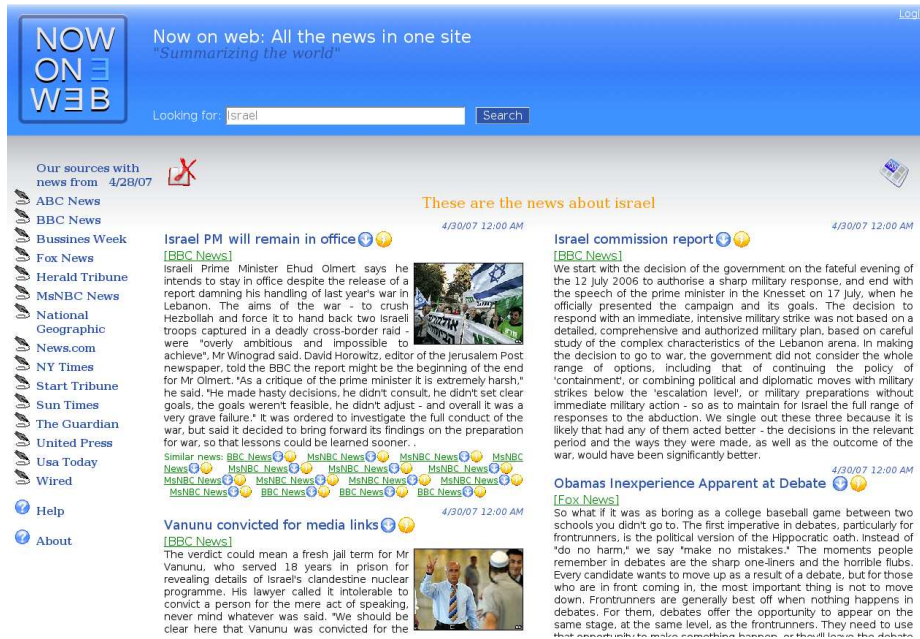 Logi
NOW
ON E
WEB
Now on web: All the news in one site
"Summarizing the world"
Looking for: Israel Search
Our sources with
news from 4/28/07
ABC News
BBC News
Bussines Week
Fox News
Herald Tribune
MsNBC News
National
Geographic
News.com
NY Times
Start Tribune
Sun Times
The Guardian
United Press
Usa Today
Wired
Help
About
These are the news about israel
4/30/07 12:00 AM
Israel PM will remain in office
[BBC News]
Israeli Prime Minister Ehud Olmert says he
intends to stay in office despite the release of a
report damning his handling of last year's war in
Lebanon. The aims of the war - to crush
Hezbollah and force it to hand back two Israeli
troops captured in a deadly cross-border raid -
were "overly ambitious and impossible to
achieve", Mr Winograd said. David Horowitz, editor of the Jerusalem Post
newspaper, told the BBC the report might be the beginning of the end
for Mr Olmert. "As a critique of the prime minister it is extremely harsh,"
he said. "He made hasty decisions, he didn't consult, he didn't set clear
goals, the goals weren't feasible, he didn't adjust - and overall it was a
very grave failure." It was ordered to investigate the full conduct of the
war, but said it decided to bring forward its findings on the preparation
for war, so that lessons could be learned sooner. .
Similar news: BBC News MsNBC News MsNBC News MsNBC
News MsNBC News MsNBC News MsNBC News
MsNBC News MsNBC News MsNBC News MsNBC News
MsNBC News BBC News BBC News BBC News
4/30/07 12:00 AM
Vanunu convicted for media links
[BBC News]
The verdict could mean a fresh jail term for Mr
Vanunu, who served 18 years in prison for
revealing details of Israel's clandestine nuclear
programme. His lawyer called it intolerable to
convict a person for the mere act of speaking,
never mind whatever was said. "We should be
clear here that Vanunu was convicted for the
4/30/07 12:00 AM
Israel commission report
[BBC News]
We start with the decision of the government on the fateful evening of
the 12 July 2006 to authorise a sharp military response, and end with
the speech of the prime minister in the Knesset on 17 July, when he
officially presented the campaign and its goals. The decision to
respond with an immediate, intensive military strike was not based on a
detailed, comprehensive and authorized military plan, based on careful
study of the complex characteristics of the Lebanon arena. In making
the decision to go to war, the government did not consider the whole
range of options, including that of continuing the policy of
'containment', or combining political and diplomatic moves with military
strikes below the 'escalation level', or military preparations without
immediate military action - so as to maintain for Israel the full range of
responses to the abduction. We single out these three because it is
likely that had any of them acted better - the decisions in the relevant
period and the ways they were made, as well as the outcome of the
war, would have been significantly better.
4/30/07 12:00 AM
Obamas Inexperience Apparent at Debate
[Fox News]
So what if it was as boring as a college baseball game between two
schools you didn't go to. The first imperative in debates, particularly for
frontrunners, is the political version of the Hippocratic oath. Instead of
"do no harm," we say "make no mistakes." The moments people
remember in debates are the sharp one-liners and the horrible flubs.
Every candidate wants to move up as a result of a debate, but for those
who are in front coming in, the most important thing is not to move
down. Frontrunners are generally best off when nothing happens in
debates. For them, debates offer the opportunity to appear on the
same stage, at the same level, as the frontrunners. They need to use
that opportunity to make something happen, or they'll leave the debate